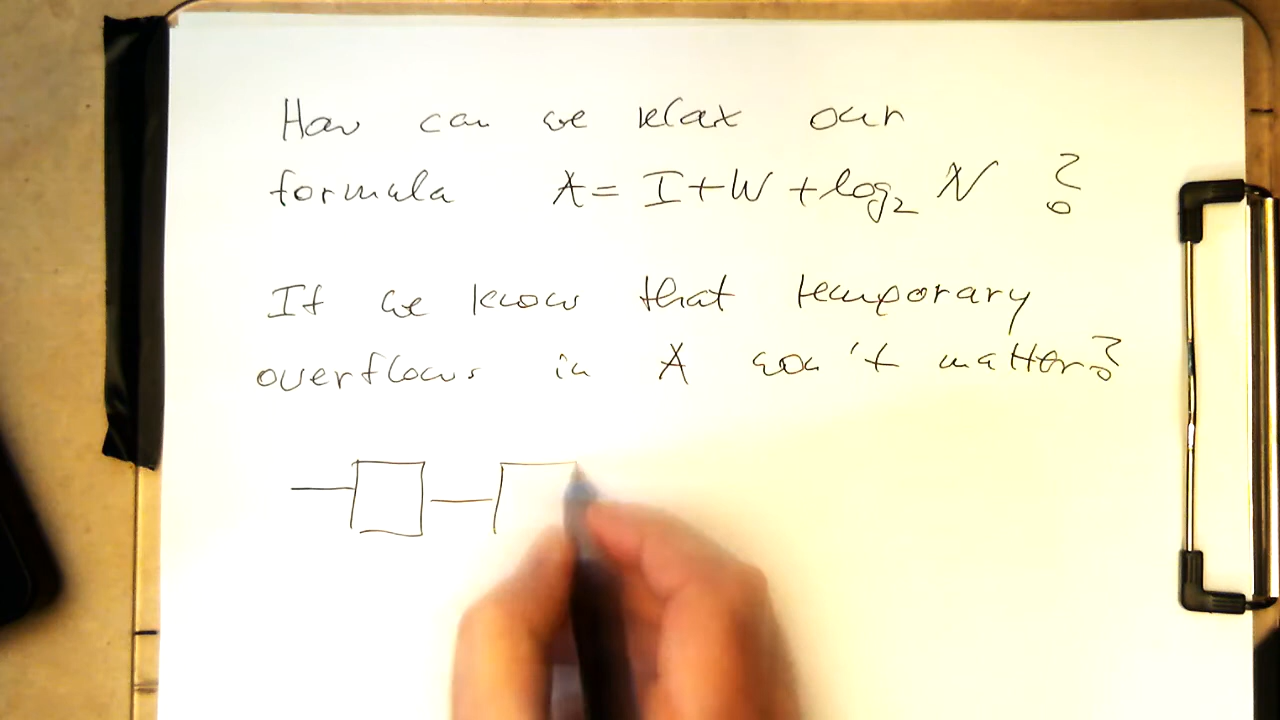 How can we relax our
formula A = I+W+log₂ N ?
If we know that temporary
overflows in A won't matter?